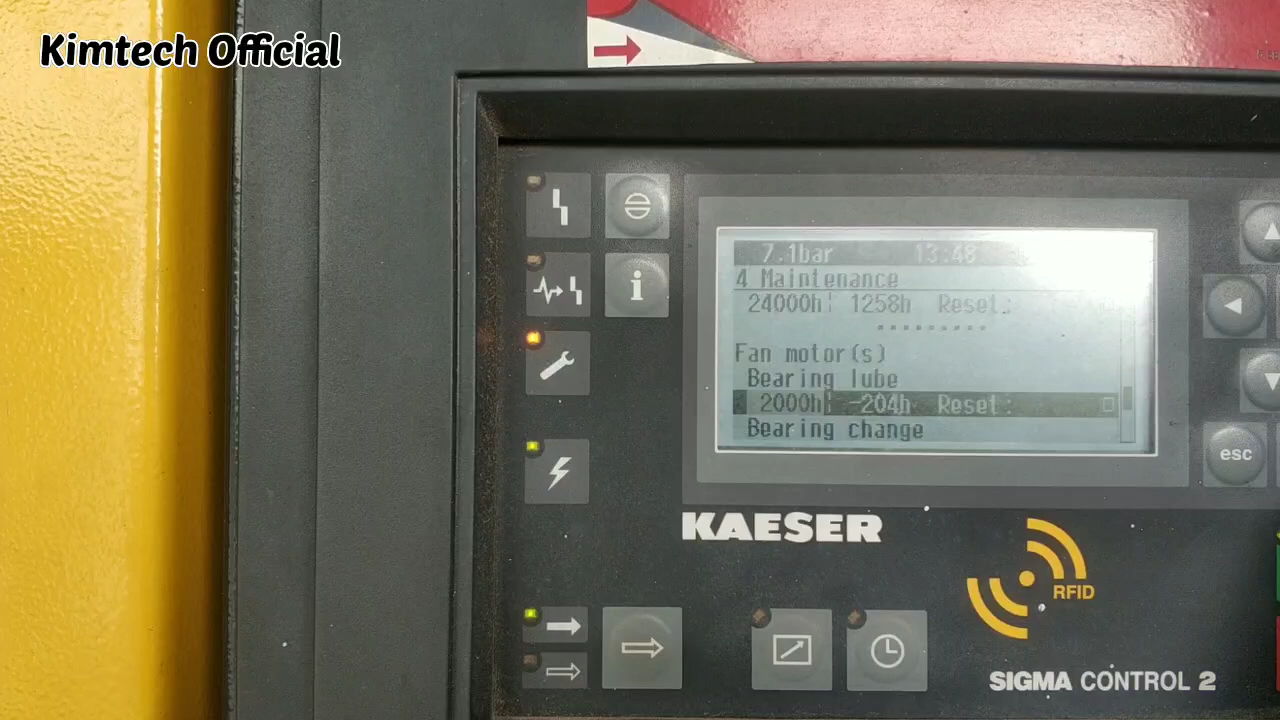 Kimtech Official
7.1bar 13:48
4 Maintenance
24000h¦ 1258h Reset:
Fan motor(s)
Bearing lube
2000h¦ -204h Reset:
Bearing change
esc
KAESER
RFID
SIGMA CONTROL 2